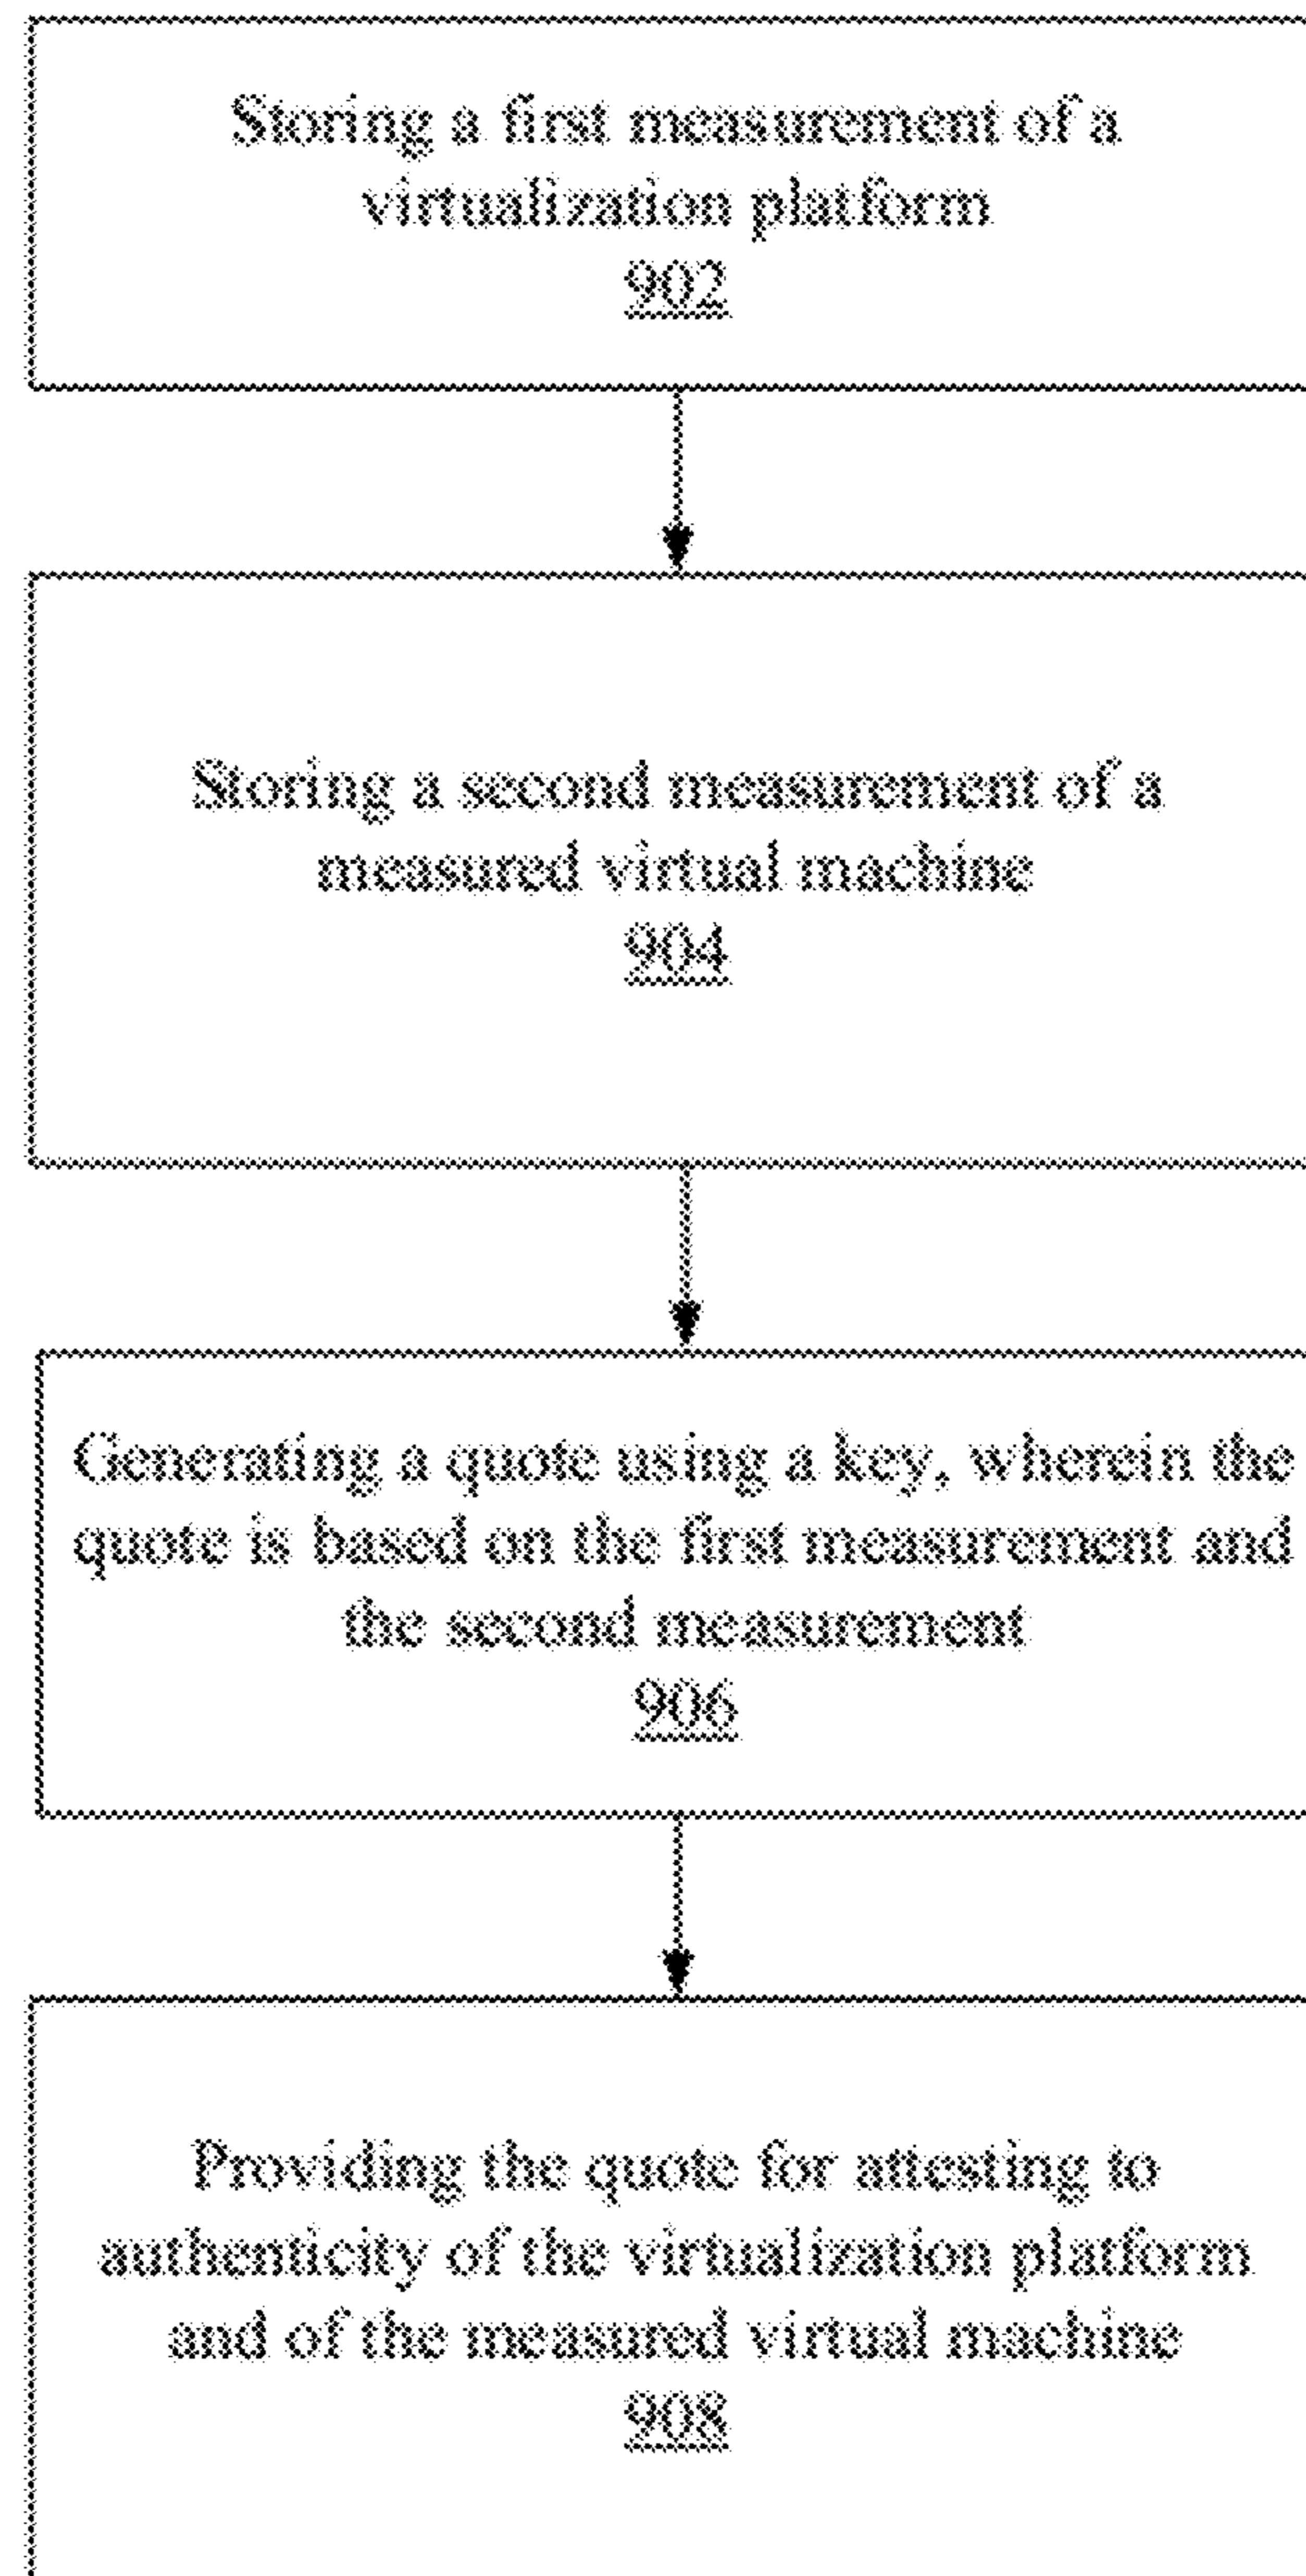 Storing a first measurement of a
virtualization platform
902
Storing a second measurement of a
measured virtual machine
904
Generating a quote using a key, wherein the
quote is based on the first measurement and
the second measurement
906
Providing the quote for attesting to
authenticity of the virtualization platform
and of the measured virtual machine
908